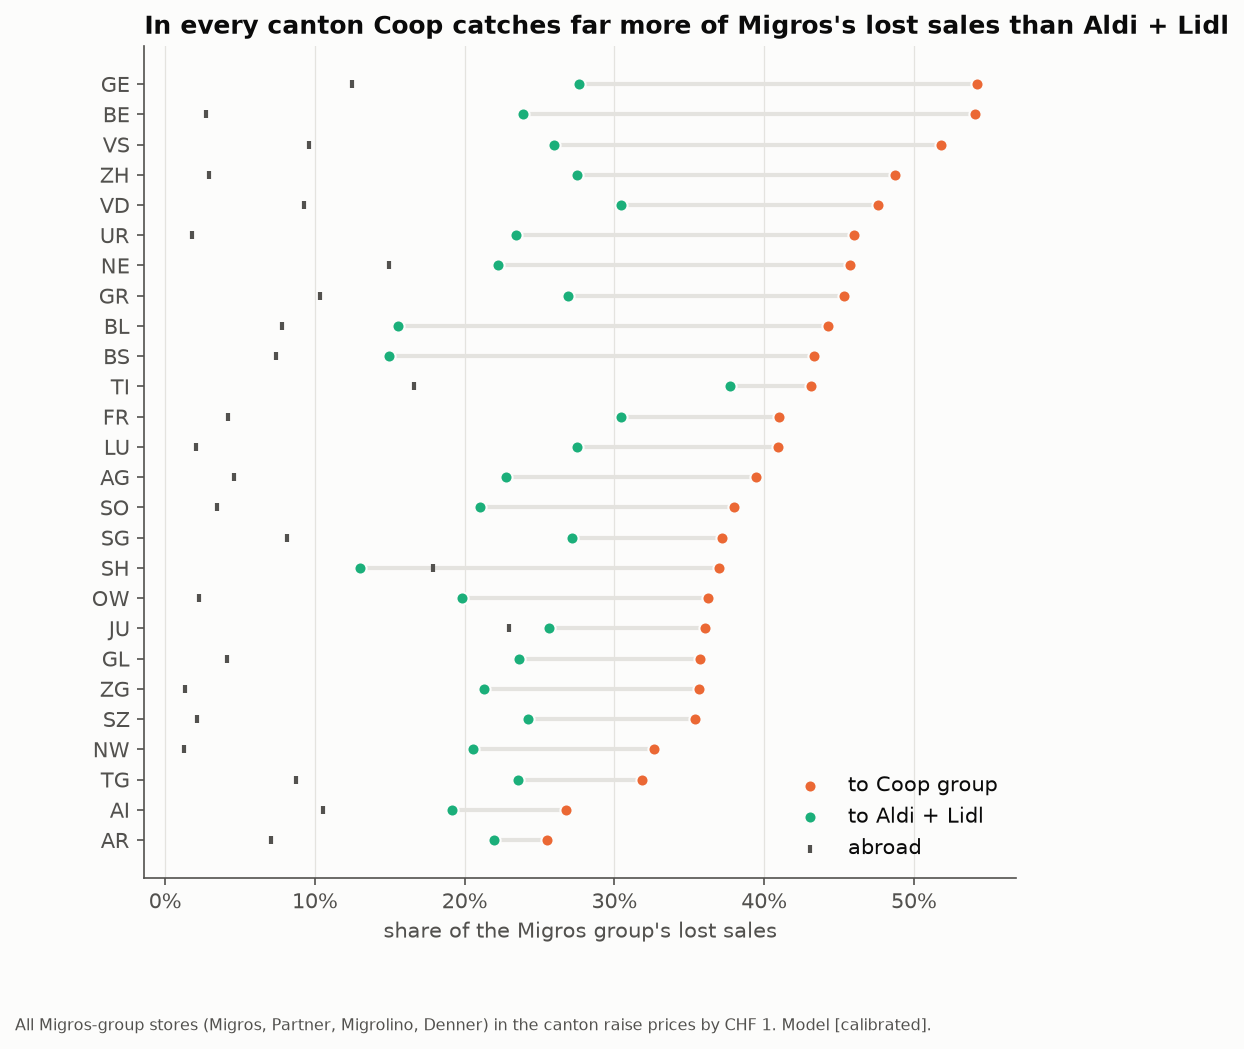 In every canton Coop catches far more of Migros's lost sales than Aldi + Lidl
GE
BE
VS
ZH
VD
UR
NE
GR
BL
BS
TI
FR
LU
AG
SO
SG
SH
OW
JU
GL
ZG
SZ
NW
TG
AI
AR
to Coop group
to Aldi + Lidl
abroad
0% 10% 20% 30% 40% 50%
share of the Migros group's lost sales
All Migros-group stores (Migros, Partner, Migrolino, Denner) in the canton raise prices by CHF 1. Model [calibrated].